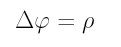 Δφ = ρ